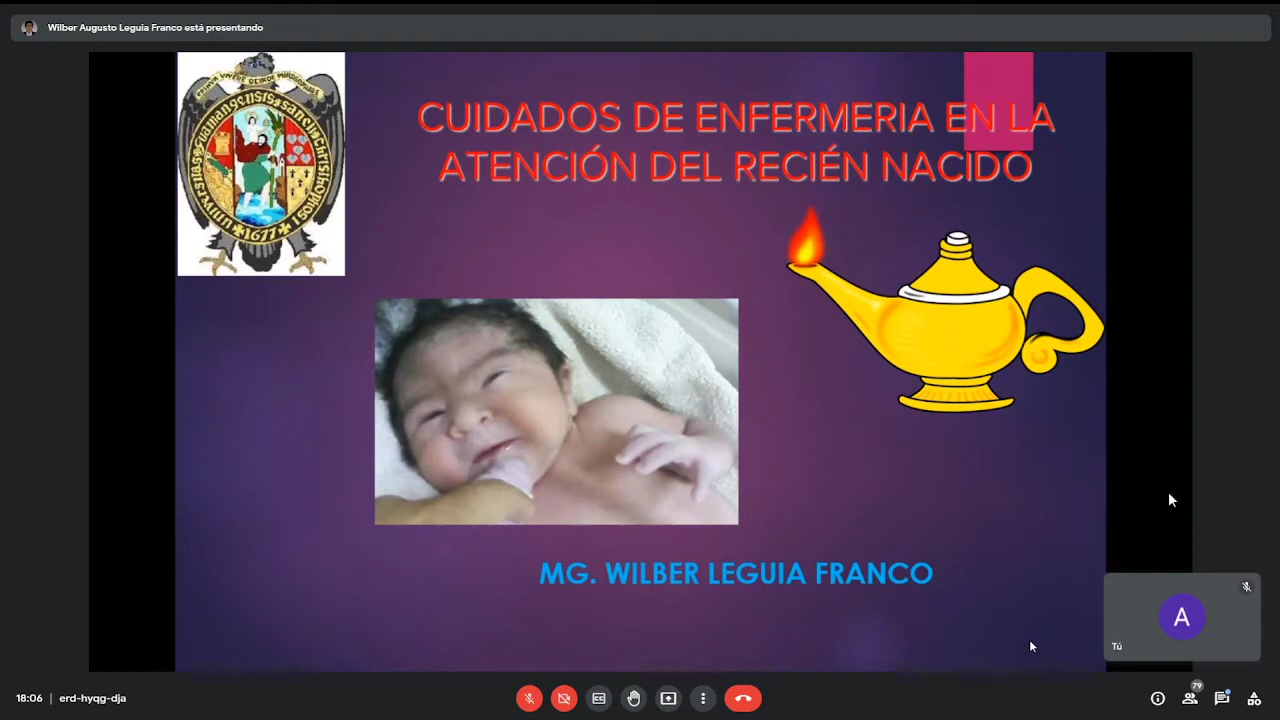 Wilber Augusto Leguia Franco está presentando
CUIDADOS DE ENFERMERIA EN LA
ATENCIÓN DEL RECIÉN NACIDO
1677
MG. WILBER LEGUIA FRANCO
A
Tú
18:06 | erd-hyqg-dja
79